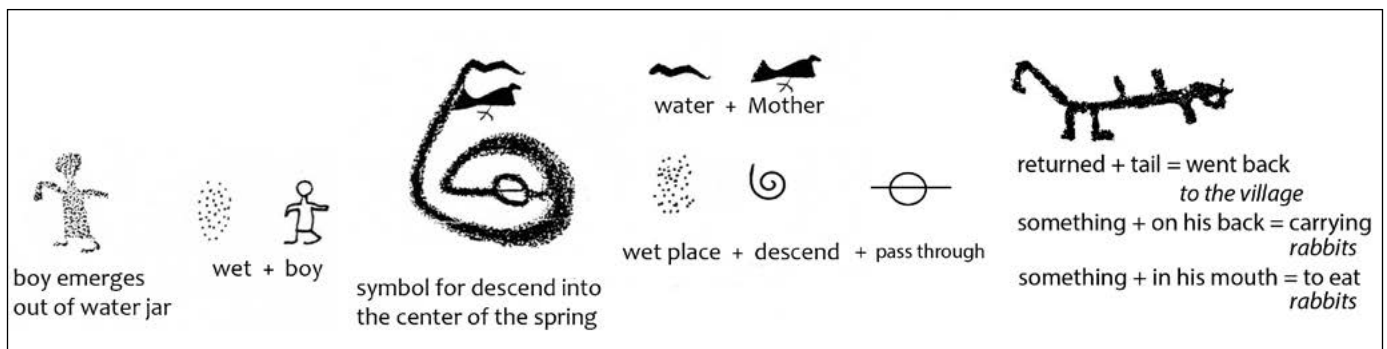 boy emerges
out of water jar
wet + boy
symbol for descend into
the center of the spring
water + Mother
wet place + descend + pass through
returned + tail = went back
to the village
something + on his back = carrying
rabbits
something + in his mouth = to eat
rabbits